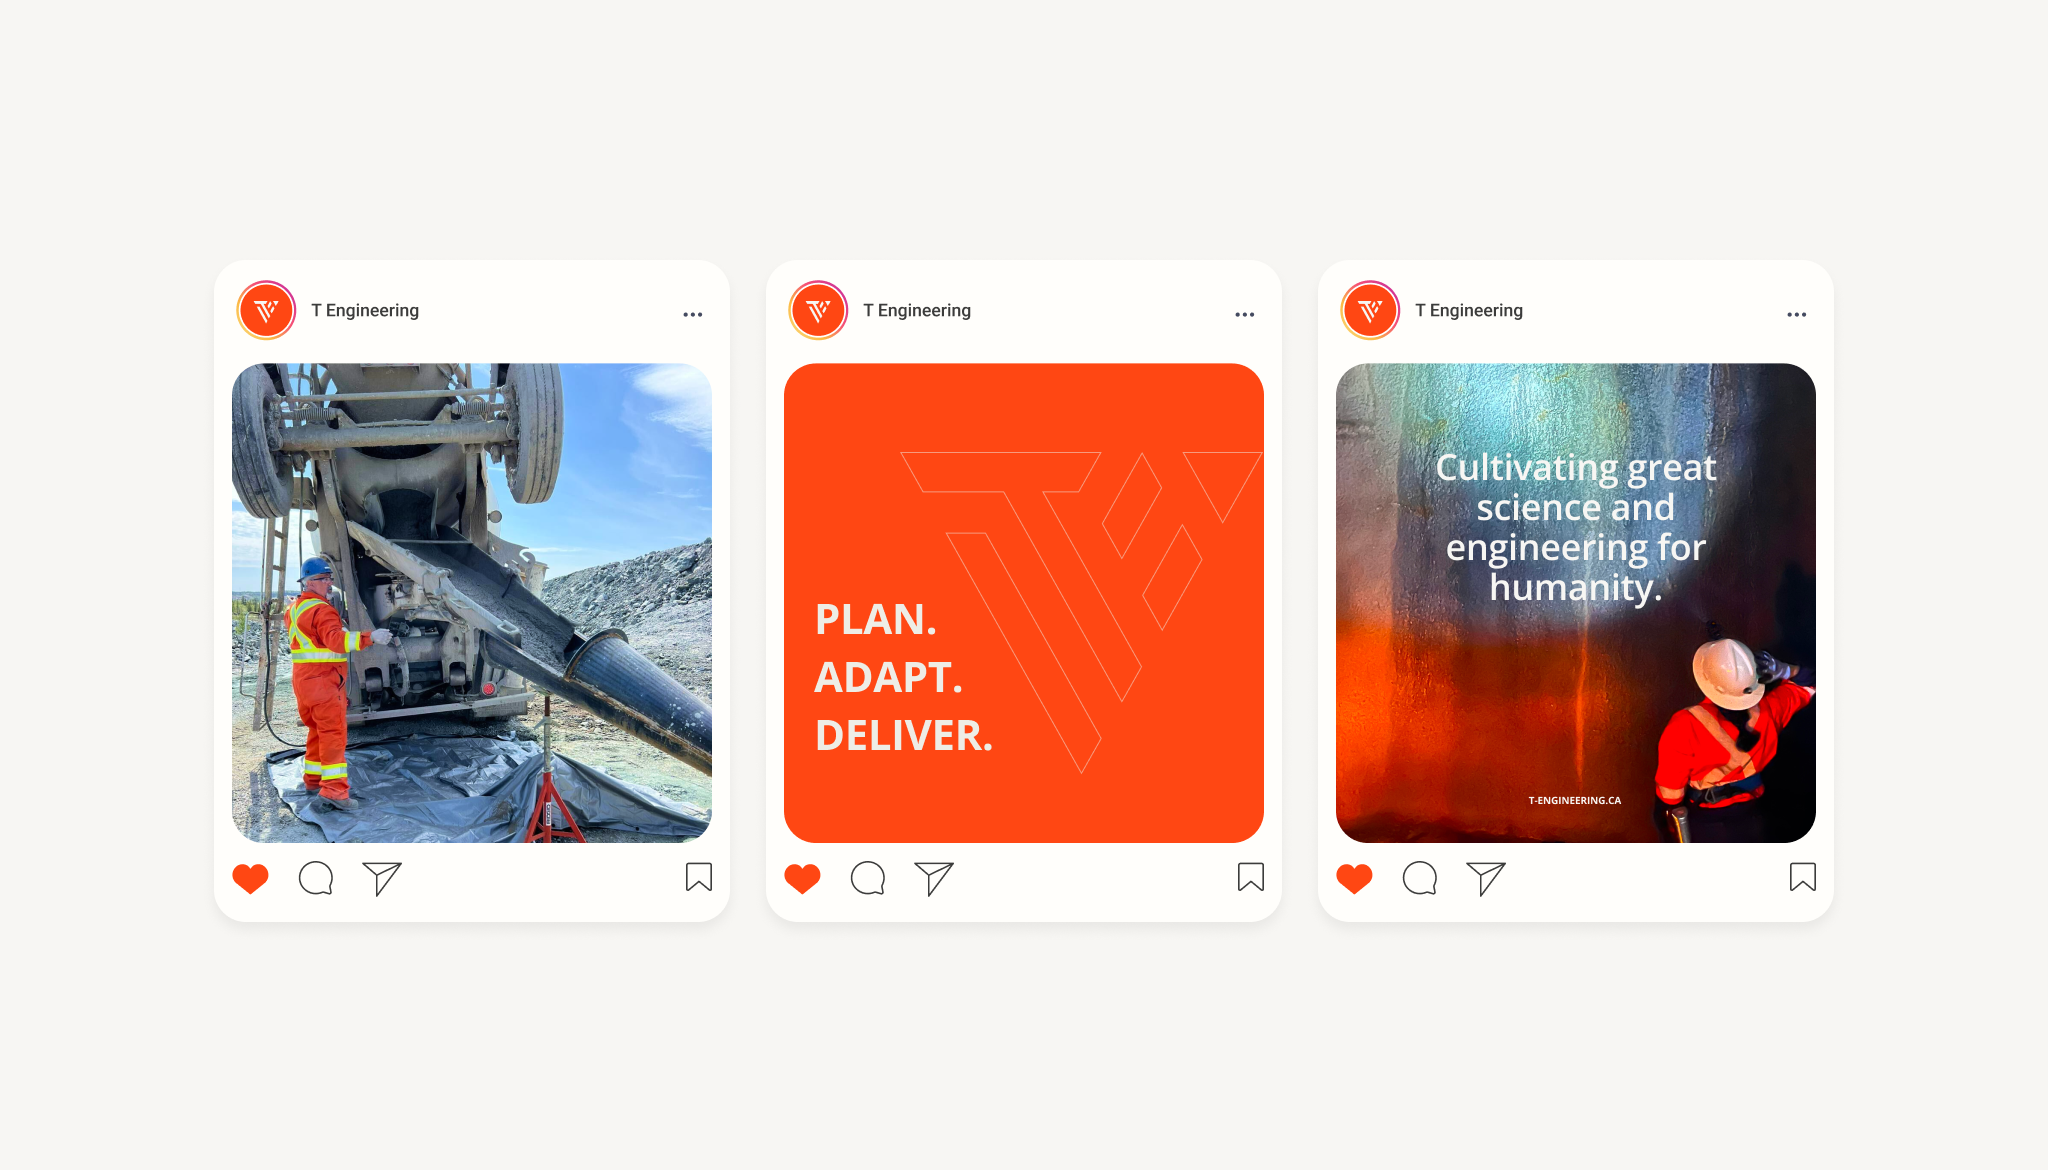 T Engineering
T Engineering
PLAN.
ADAPT.
DELIVER.
T Engineering
Cultivating great
science and
engineering for
humanity.
T-ENGINEERING.CA